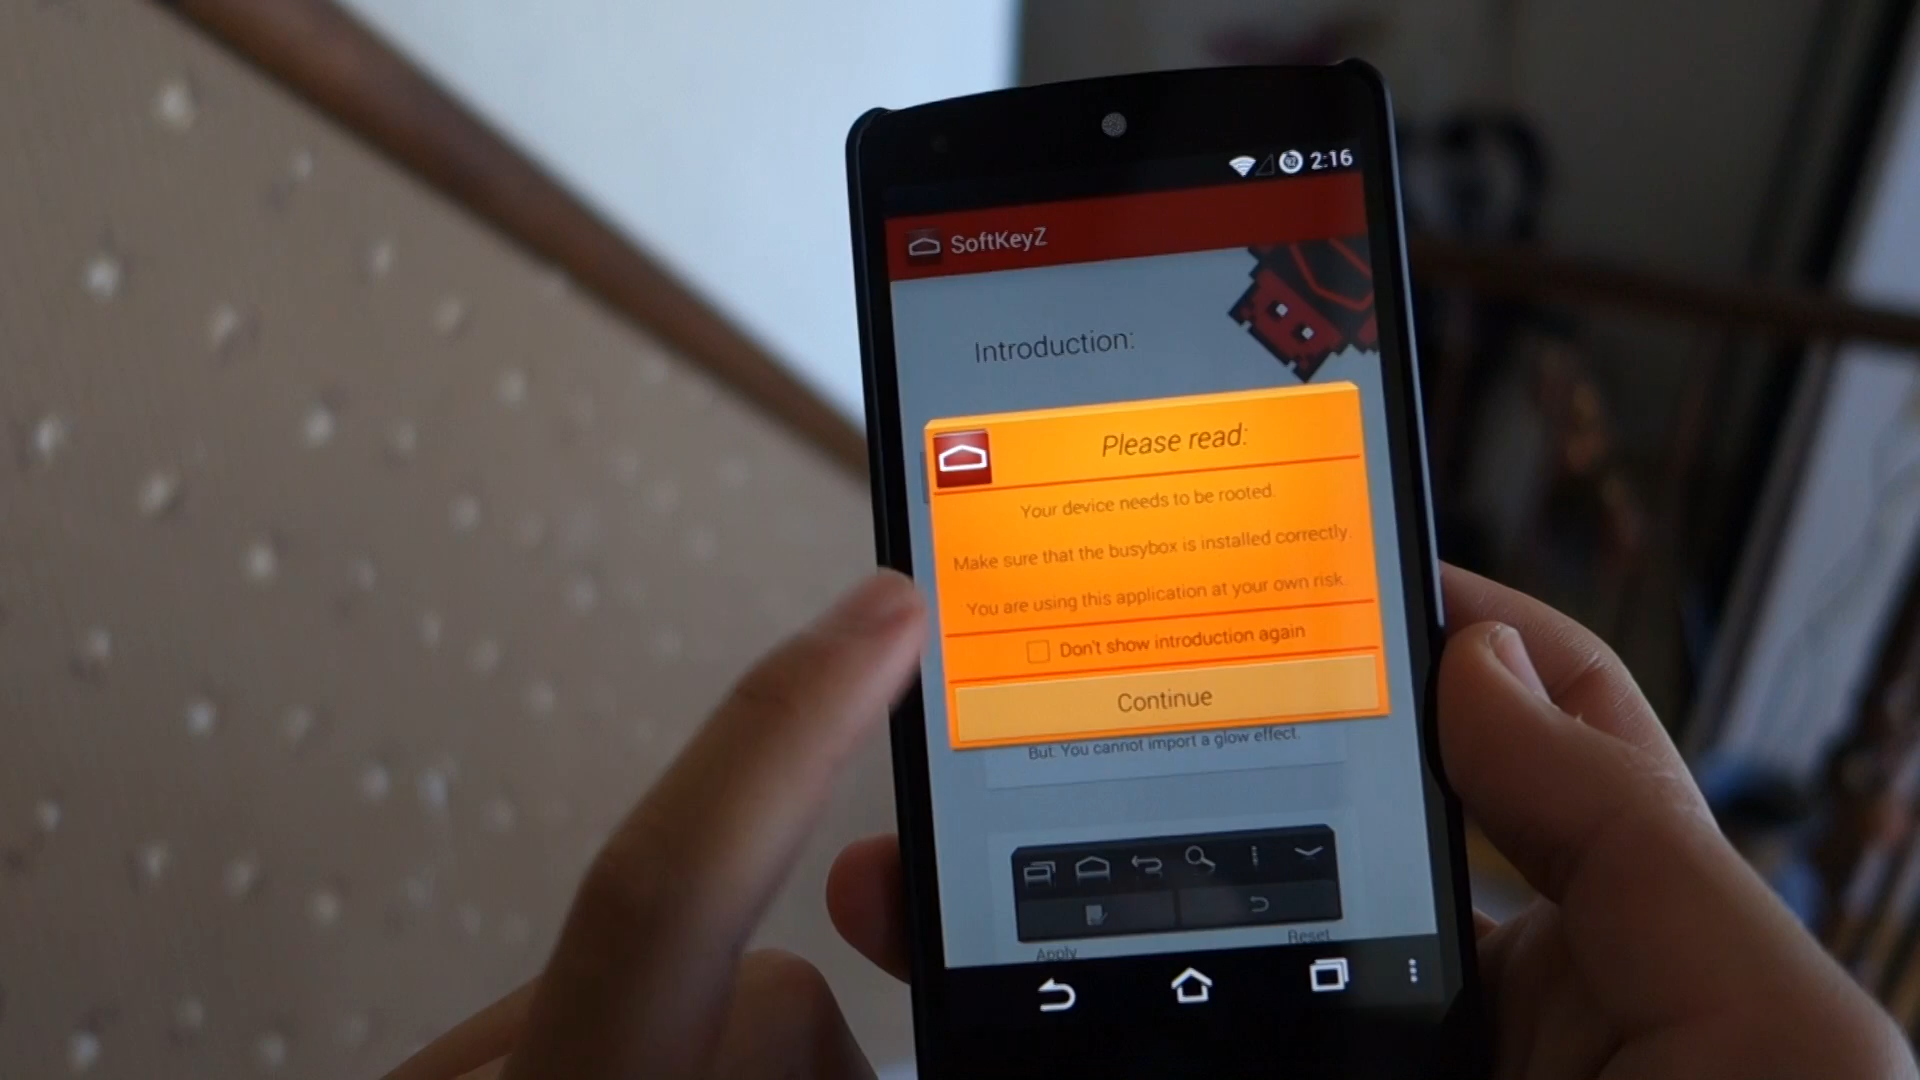 2:16
SoftKeyZ
Introduction:
Please read:
Your device needs to be rooted.
Make sure that the busybox is installed correctly.
You are using this application at your own risk.
Don't show introduction again
Continue
But: You cannot import a glow effect.
Apply
Reset